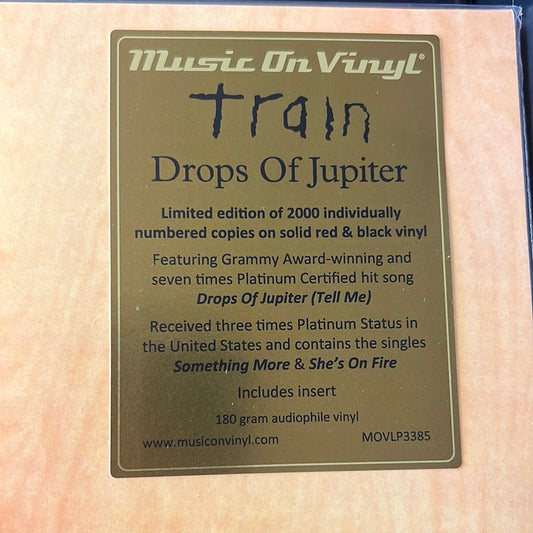 Music On Vinyl®
train
Drops Of Jupiter
Limited edition of 2000 individually
numbered copies on solid red & black vinyl
Featuring Grammy Award-winning and
seven times Platinum Certified hit song
Drops Of Jupiter (Tell Me)
Received three times Platinum Status in
the United States and contains the singles
Something More & She's On Fire
Includes insert
180 gram audiophile vinyl
www.musiconvinyl.com MOVLP3385